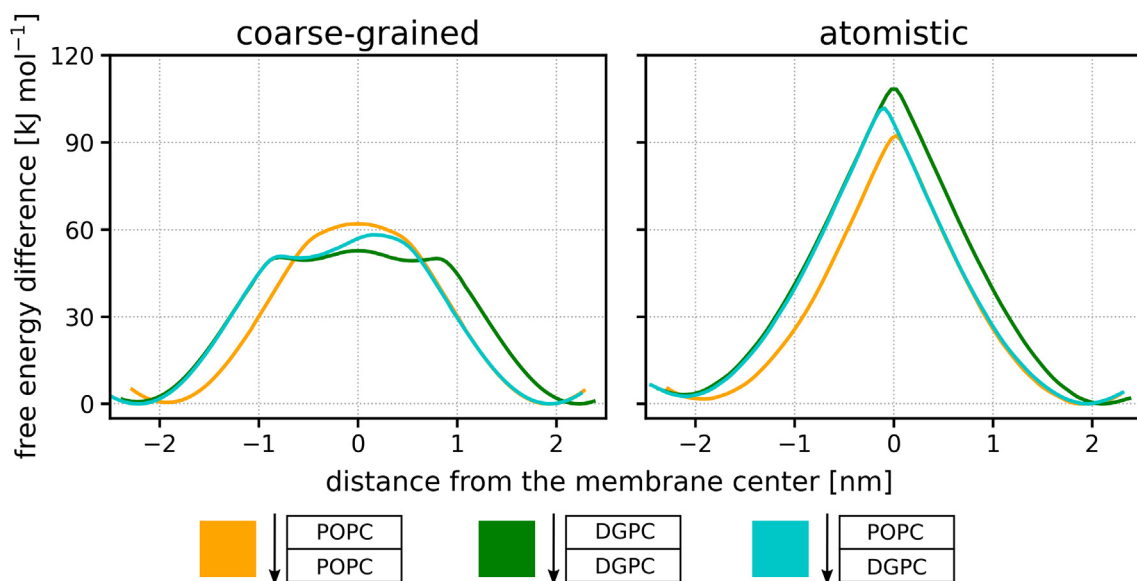 coarse-grained
atomistic
free energy difference [kJ mol⁻¹]
120
90
60
30
0
−2
−1
0
1
2
−2
−1
0
1
2
distance from the membrane center [nm]
POPC
POPC
DGPC
DGPC
POPC
DGPC